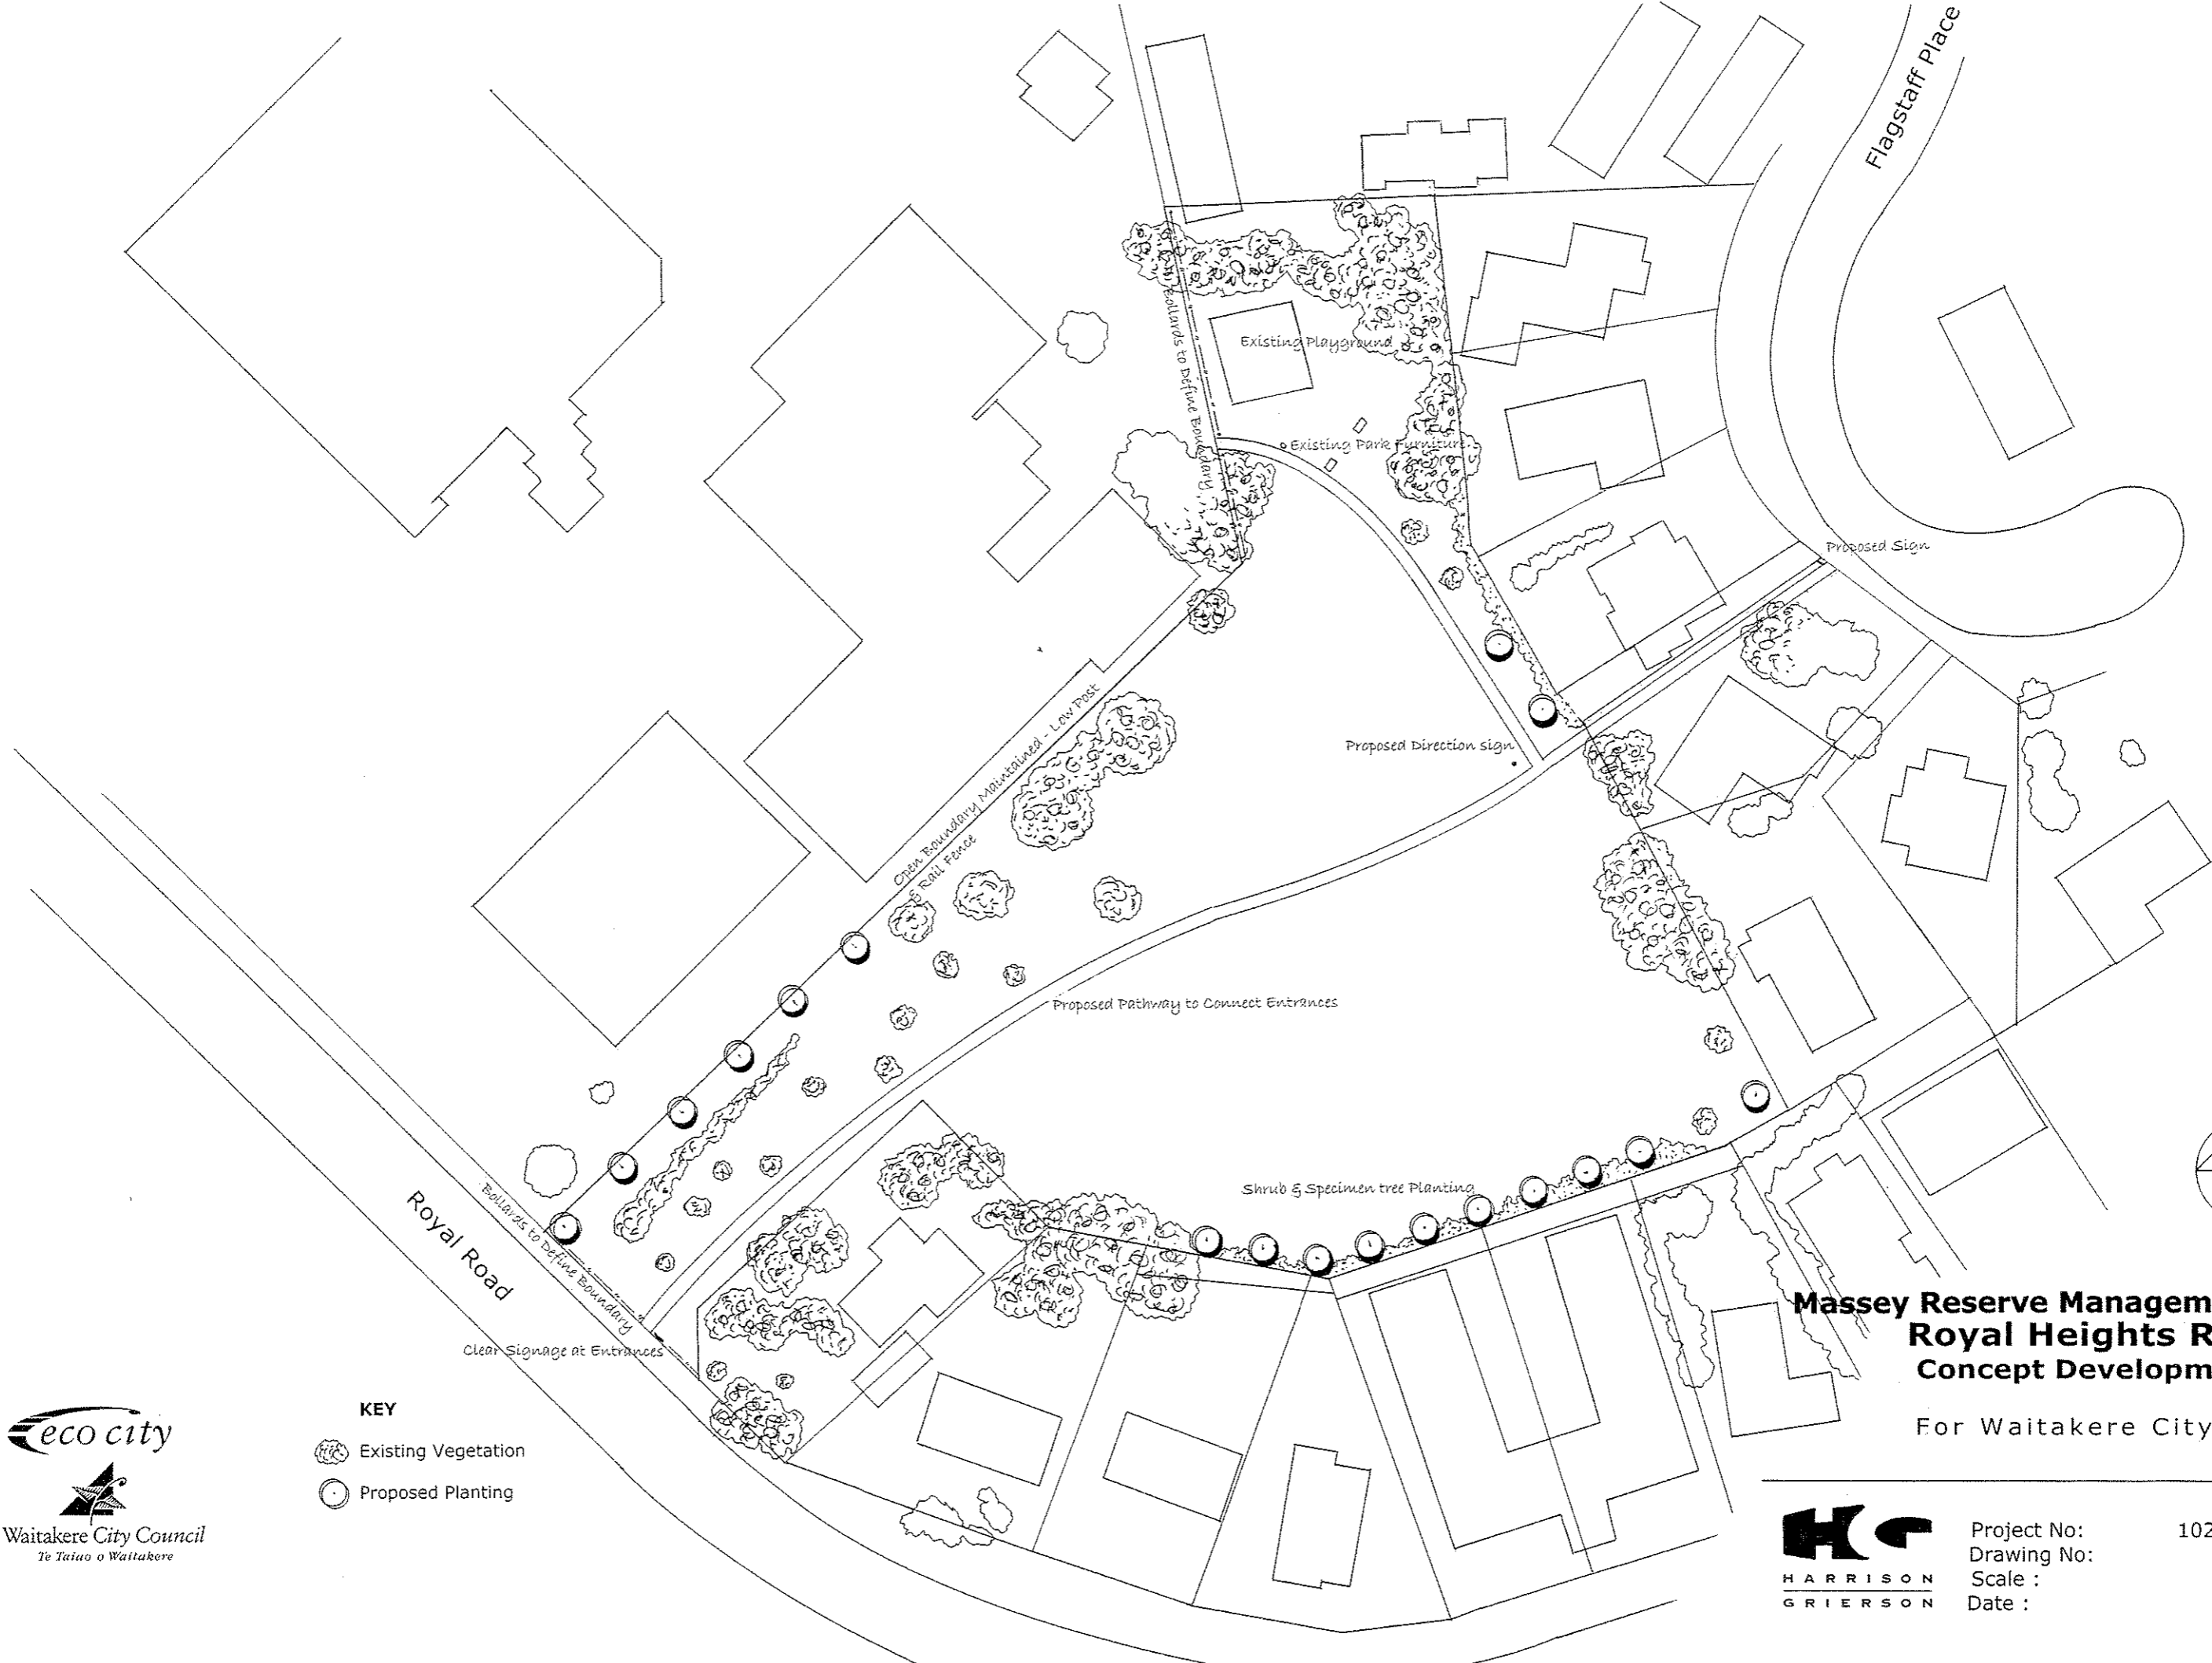 Flagstaff Place
Existing Playground
Bollards to Define Boundary
Existing Park Furniture
Proposed Sign
Open Boundary Maintained - Low Post
& Rail Fence
Proposed Direction sign
Proposed Pathway to Connect Entrances
Shrub & Specimen tree Planting
Royal Road
Bollards to Define Boundary
Clear Signage at Entrances
KEY
Existing Vegetation
Proposed Planting
eco city
Waitakere City Council
Te Taiao o Waitakere
Massey Reserve Managem
Royal Heights R
Concept Developm
For Waitakere City
HARRISON
GRIERSON
Project No: 102
Drawing No:
Scale :
Date :